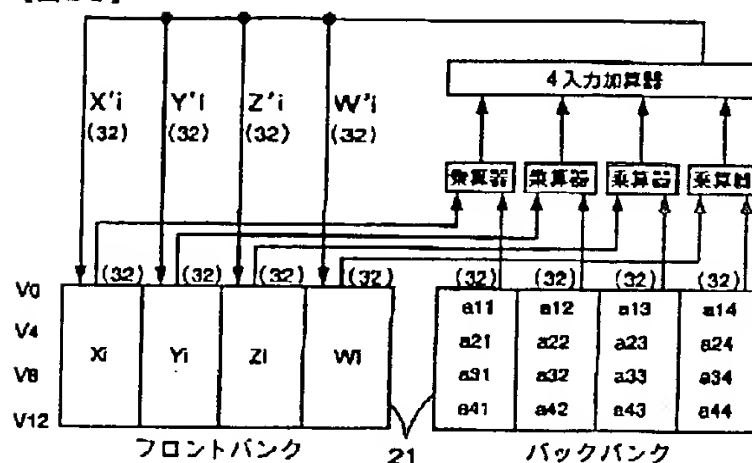 4入力加算器
X'i Y'i Z'i W'i
(32) (32) (32) (32)
乗算器 乗算器 乗算器 乗算器
(32) (32) (32) (32) (32) (32) (32) (32)
V0
V4
V8
V12
Xi Yi Zi Wi
a11 a12 a13 a14
a21 a22 a23 a24
a31 a32 a33 a34
a41 a42 a43 a44
フロントバンク 21 バックバンク